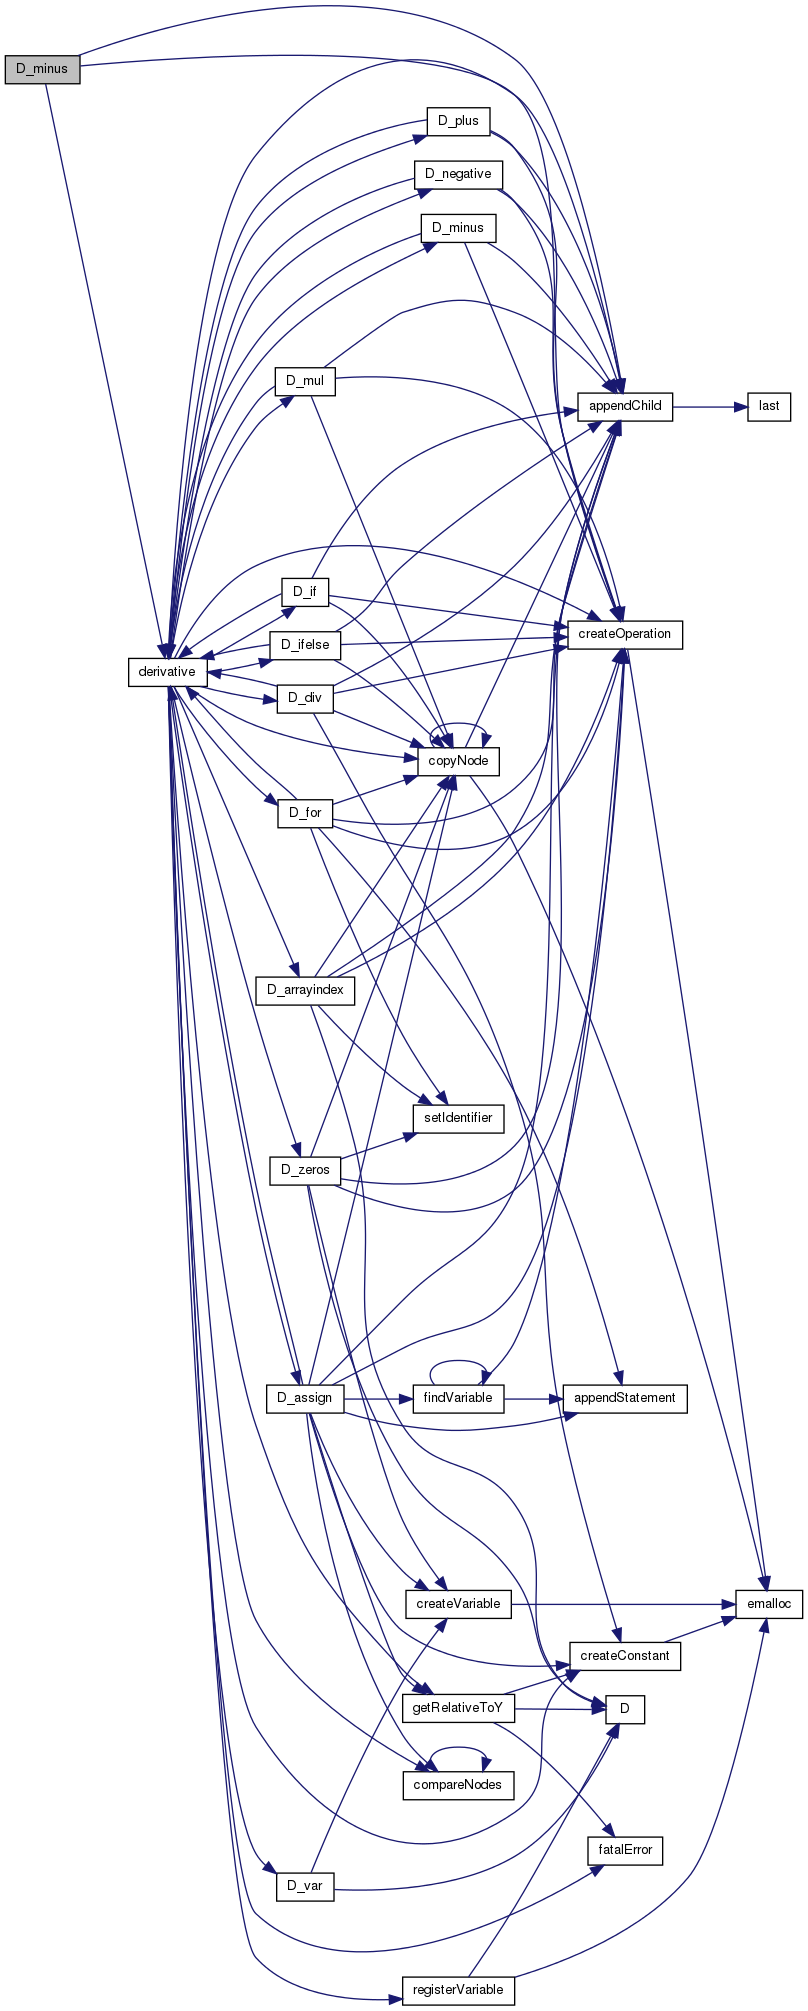 D_minus
D_plus
D_negative
D_minus
D_mul
appendChild
last
D_if
createOperation
D_ifelse
derivative
D_div
copyNode
D_for
D_arrayindex
setIdentifier
D_zeros
D_assign
findVariable
appendStatement
createVariable
emalloc
createConstant
getRelativeToY
D
compareNodes
fatalError
D_var
registerVariable